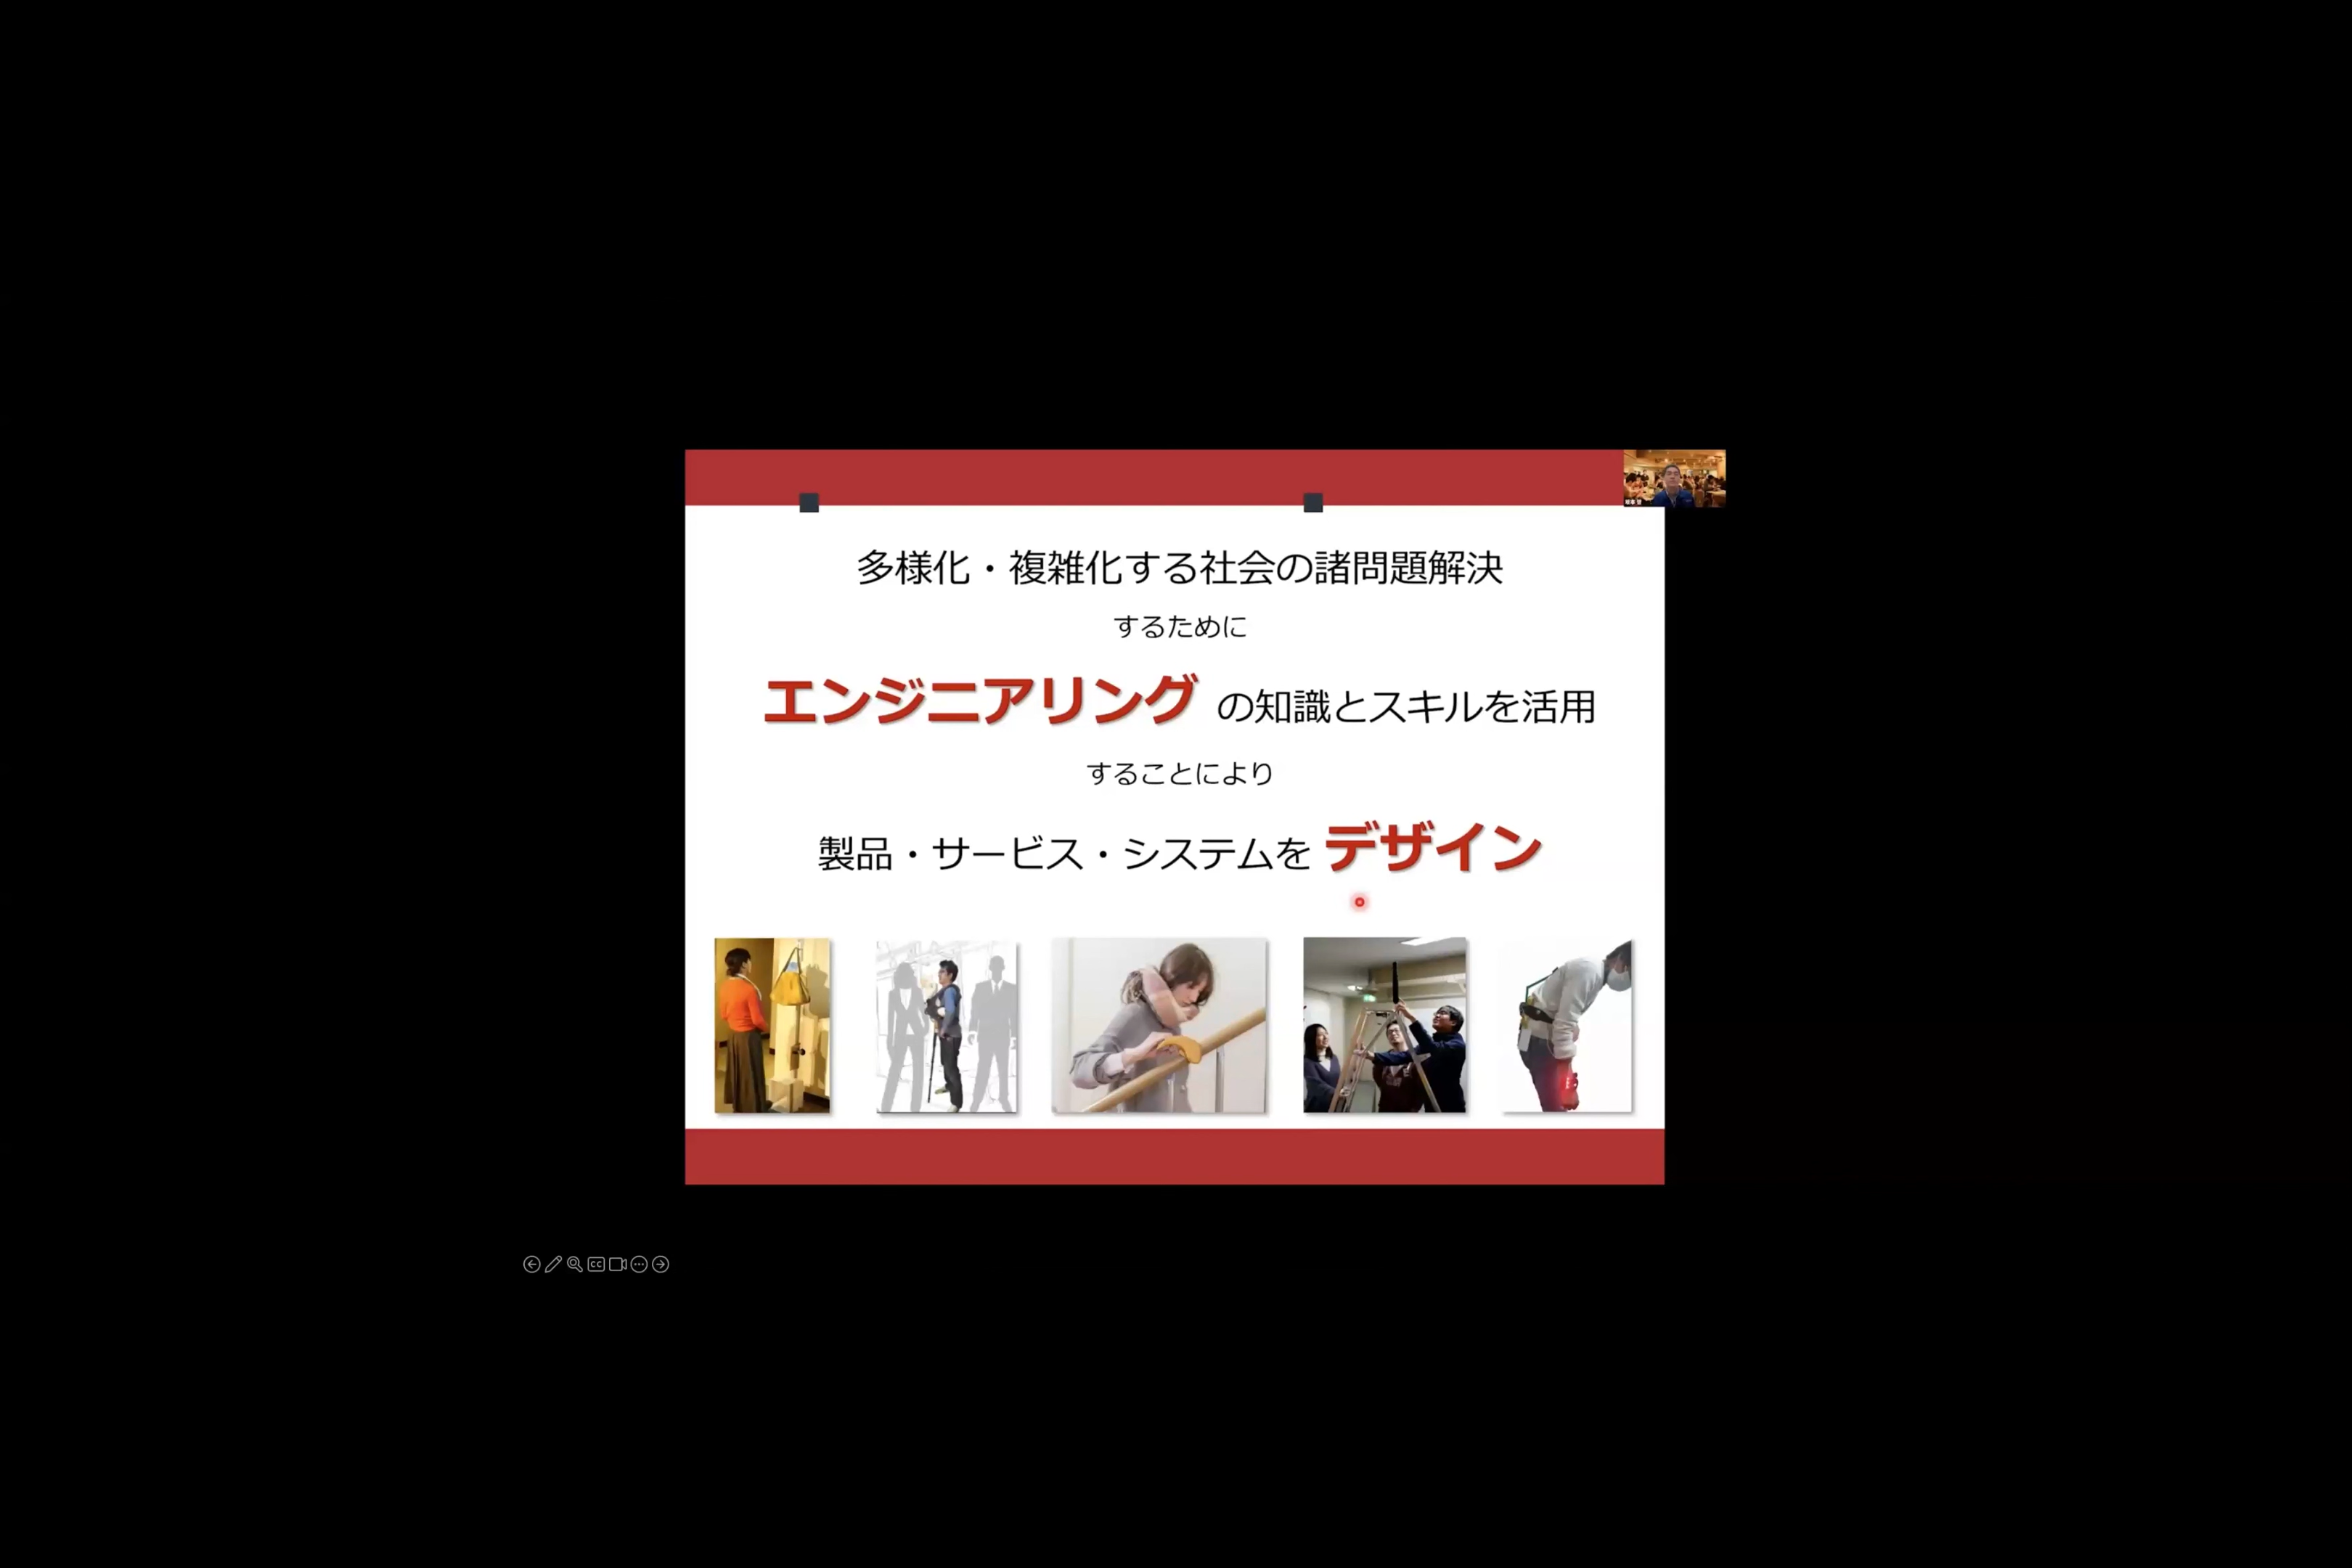 多様化・複雑化する社会の諸問題解決
するために
エンジニアリング の知識とスキルを活用
することにより
製品・サービス・システムを デザイン
CC